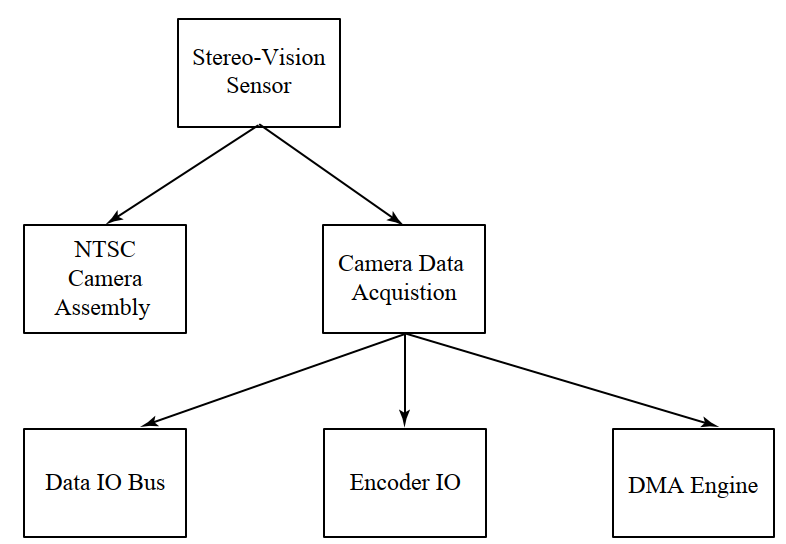 Stereo-Vision
Sensor
NTSC
Camera
Assembly
Camera Data
Acquistion
Data IO Bus
Encoder IO
DMA Engine